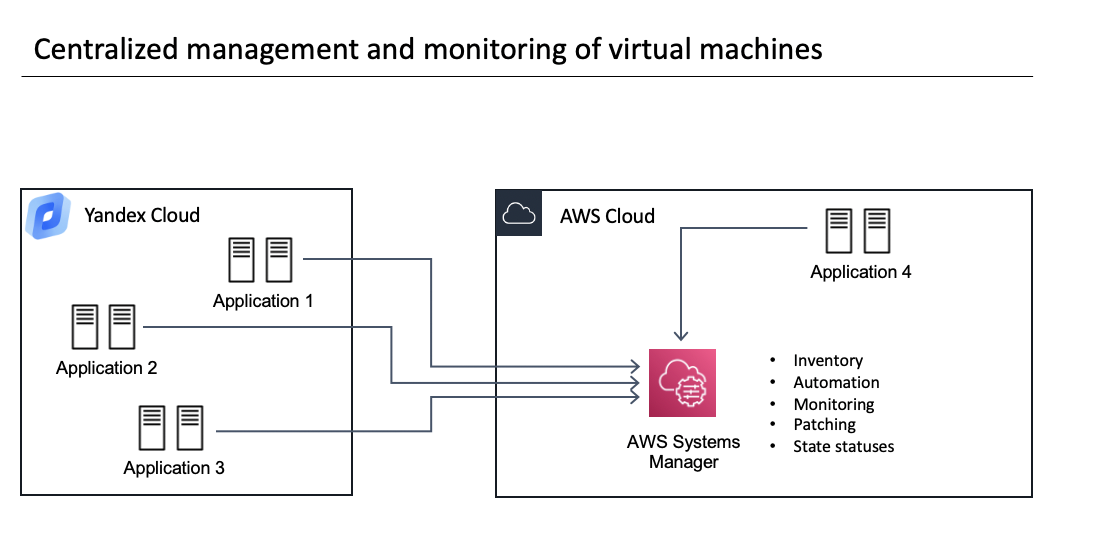 Centralized management and monitoring of virtual machines
Yandex Cloud
Application 1
Application 2
Application 3
AWS Cloud
Application 4
AWS Systems
Manager
• Inventory
• Automation
• Monitoring
• Patching
• State statuses